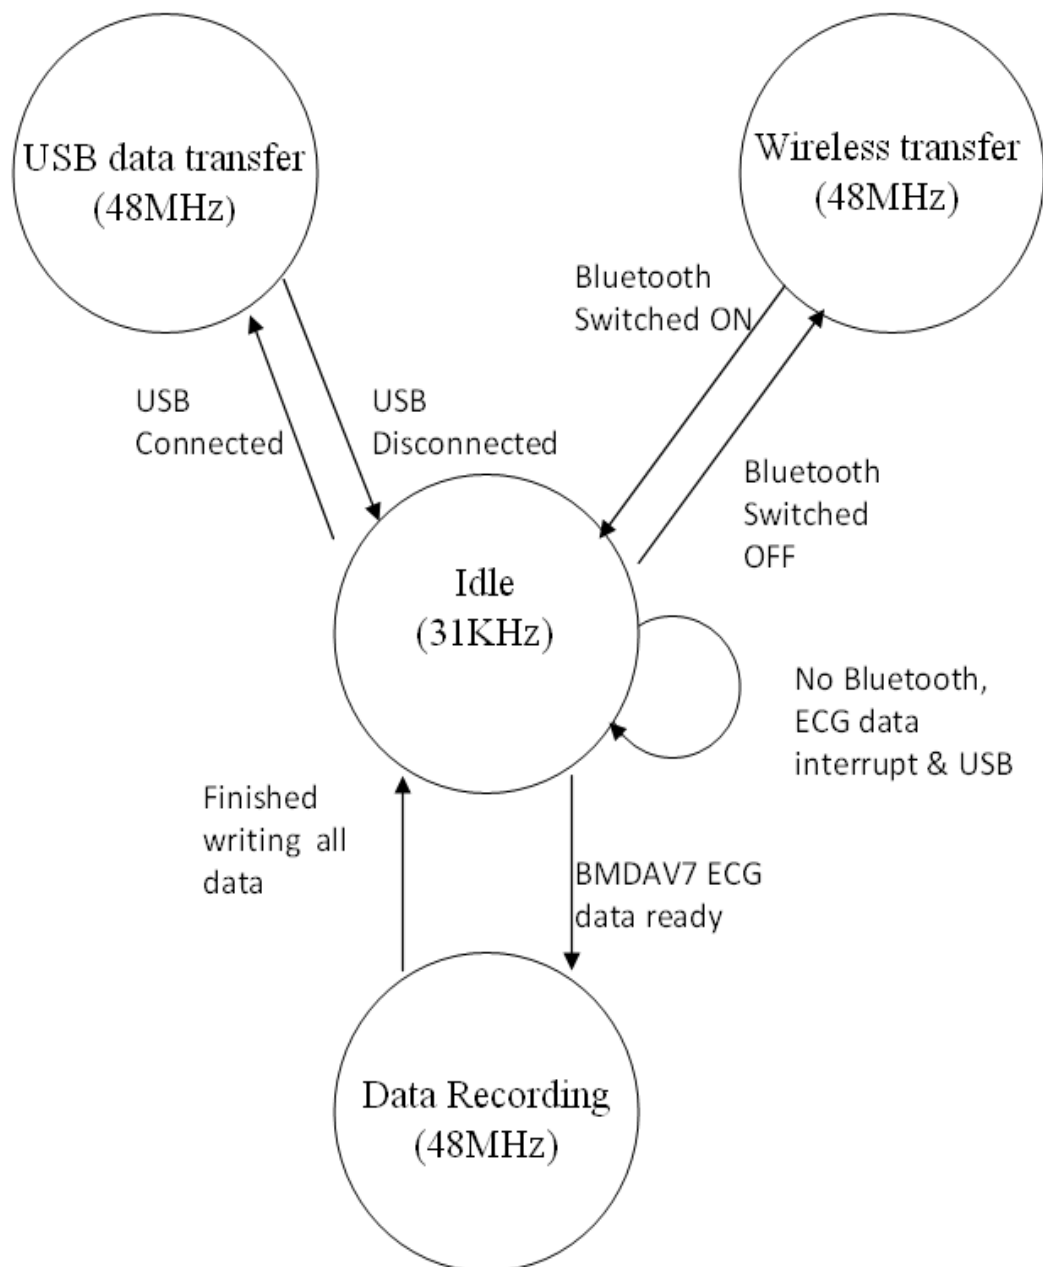 USB data transfer
(48MHz)
Wireless transfer
(48MHz)
Bluetooth
Switched ON
USB
Connected
USB
Disconnected
Bluetooth
Switched
OFF
Idle
(31KHz)
No Bluetooth,
ECG data
interrupt & USB
Finished
writing all
data
BMDAV7 ECG
data ready
Data Recording
(48MHz)